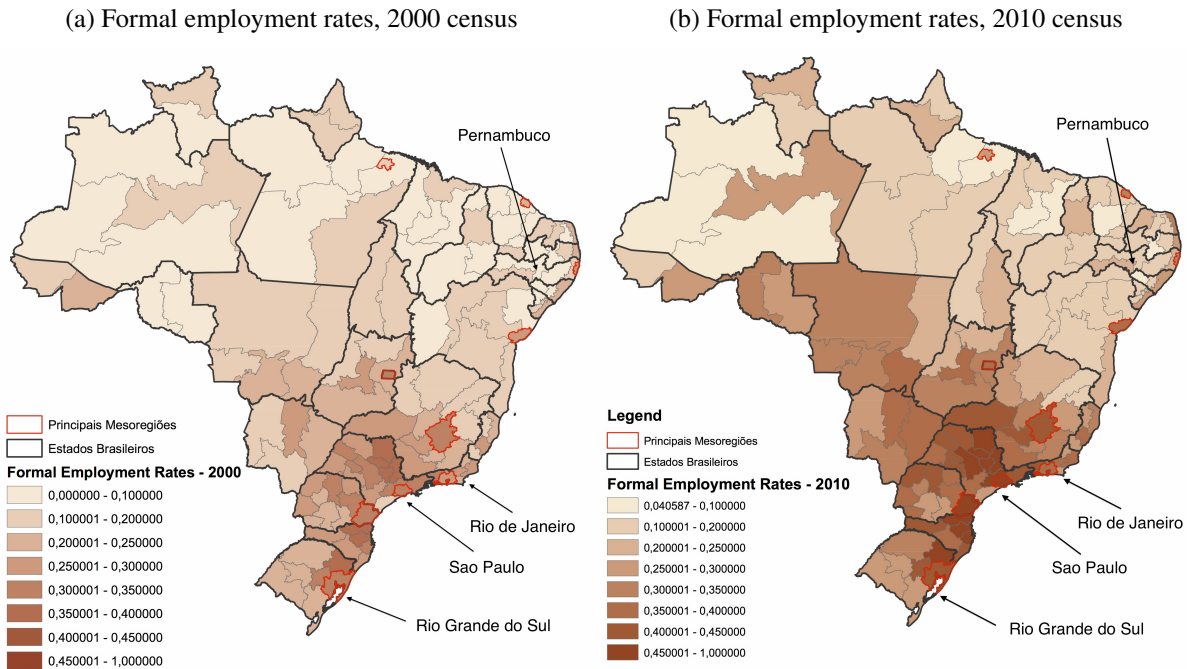 (a) Formal employment rates, 2000 census
(b) Formal employment rates, 2010 census
Pernambuco
Principais Mesoregiões
Estados Brasileiros
Formal Employment Rates - 2000
0,000000 - 0,100000
0,100001 - 0,200000
0,200001 - 0,250000
0,250001 - 0,300000
0,300001 - 0,350000
0,350001 - 0,400000
0,400001 - 0,450000
0,450001 - 1,000000
Rio de Janeiro
Sao Paulo
Rio Grande do Sul
Pernambuco
Legend
Principais Mesoregiões
Estados Brasileiros
Formal Employment Rates - 2010
0,040587 - 0,100000
0,100001 - 0,200000
0,200001 - 0,250000
0,250001 - 0,300000
0,300001 - 0,350000
0,350001 - 0,400000
0,400001 - 0,450000
0,450001 - 1,000000
Rio de Janeiro
Sao Paulo
Rio Grande do Sul